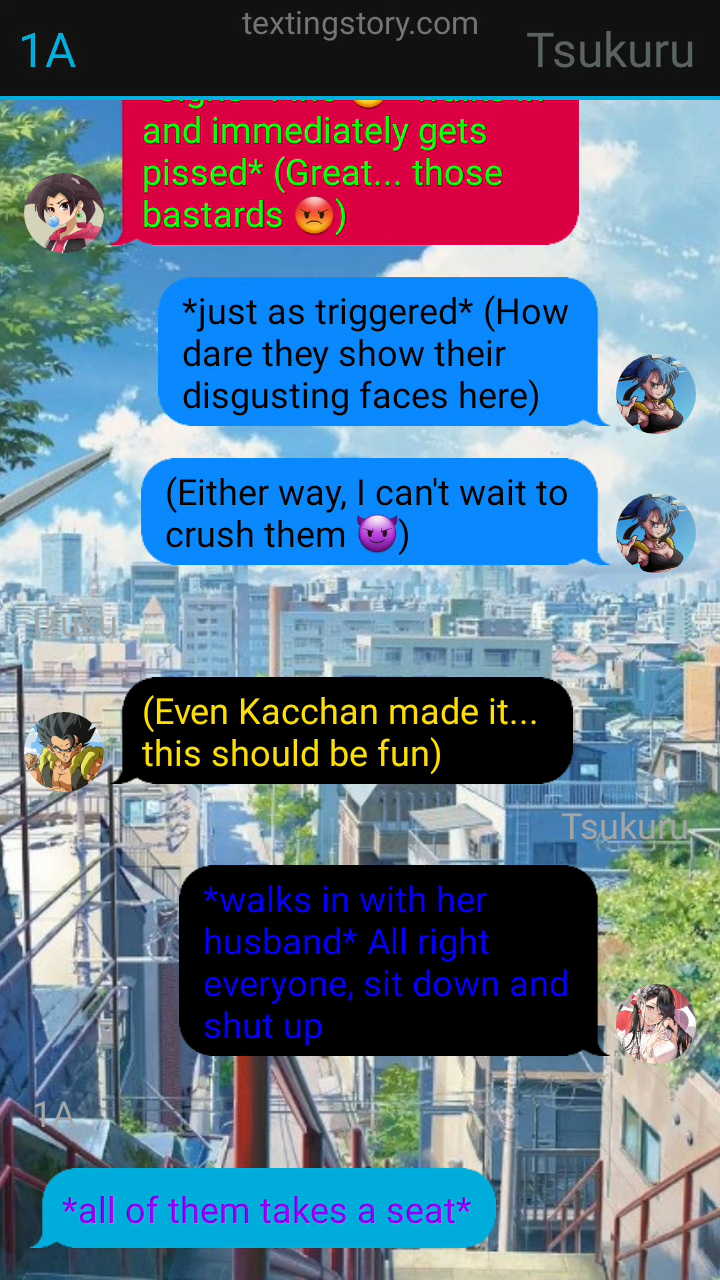 textingstory.com
1A
Tsukuru
and immediately gets
pissed* (Great... those
bastards 😡)
*just as triggered* (How
dare they show their
disgusting faces here)
(Either way, I can't wait to
crush them 😈)
Izuku
(Even Kacchan made it...
this should be fun)
Tsukuru
*walks in with her
husband* All right
everyone, sit down and
shut up
1A
*all of them takes a seat*